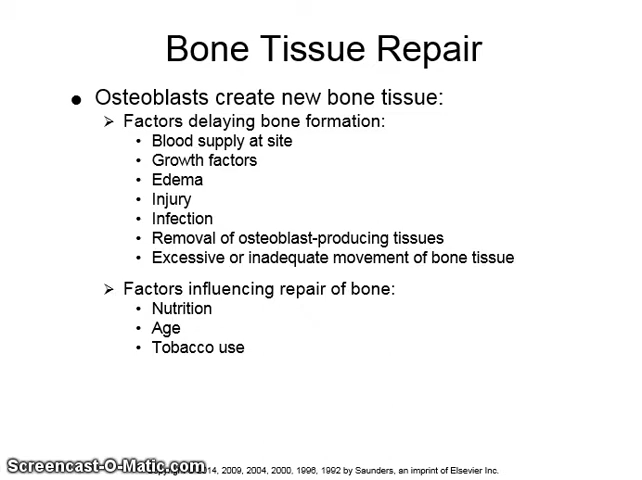 Bone Tissue Repair
● Osteoblasts create new bone tissue:
➢ Factors delaying bone formation:
• Blood supply at site
• Growth factors
• Edema
• Injury
• Infection
• Removal of osteoblast-producing tissues
• Excessive or inadequate movement of bone tissue
➢ Factors influencing repair of bone:
• Nutrition
• Age
• Tobacco use
Screencast-O-Matic.com
2009, 2004, 2000, 1996, 1992 by Saunders, an imprint of Elsevier Inc.